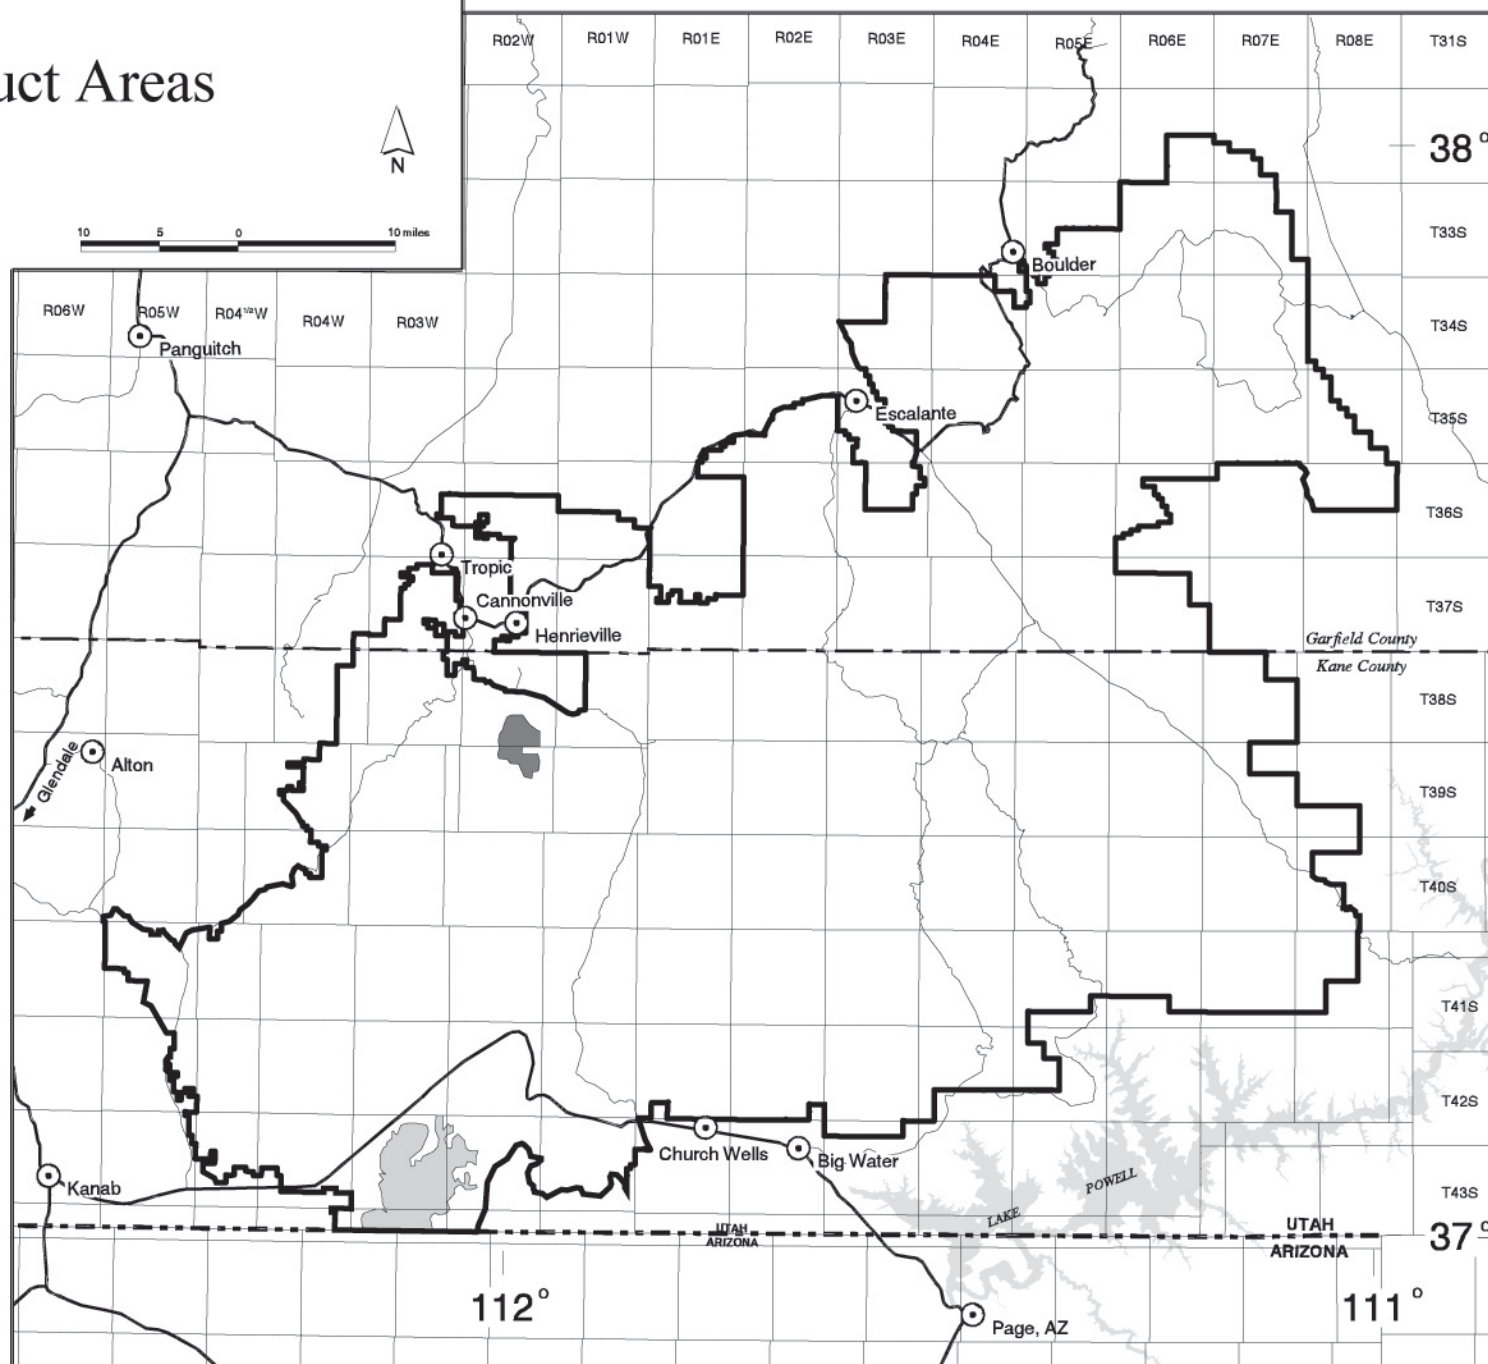 uct Areas
N
10 5 0 10 miles
R02W R01W R01E R02E R03E R04E R05E R06E R07E R08E T31S
38°
T33S
Boulder
R06W R05W R04 1/2 W R04W R03W
T34S
Panguitch
Escalante
T35S
T36S
Tropic
Cannonville
T37S
Henrieville
Garfield County
Kane County
T38S
Alton
Glendale
T39S
T40S
T41S
T42S
Church Wells
Big Water
Kanab
POWELL
T43S
LAKE
UTAH
ARIZONA
UTAH
ARIZONA
37°
112°
111°
Page, AZ